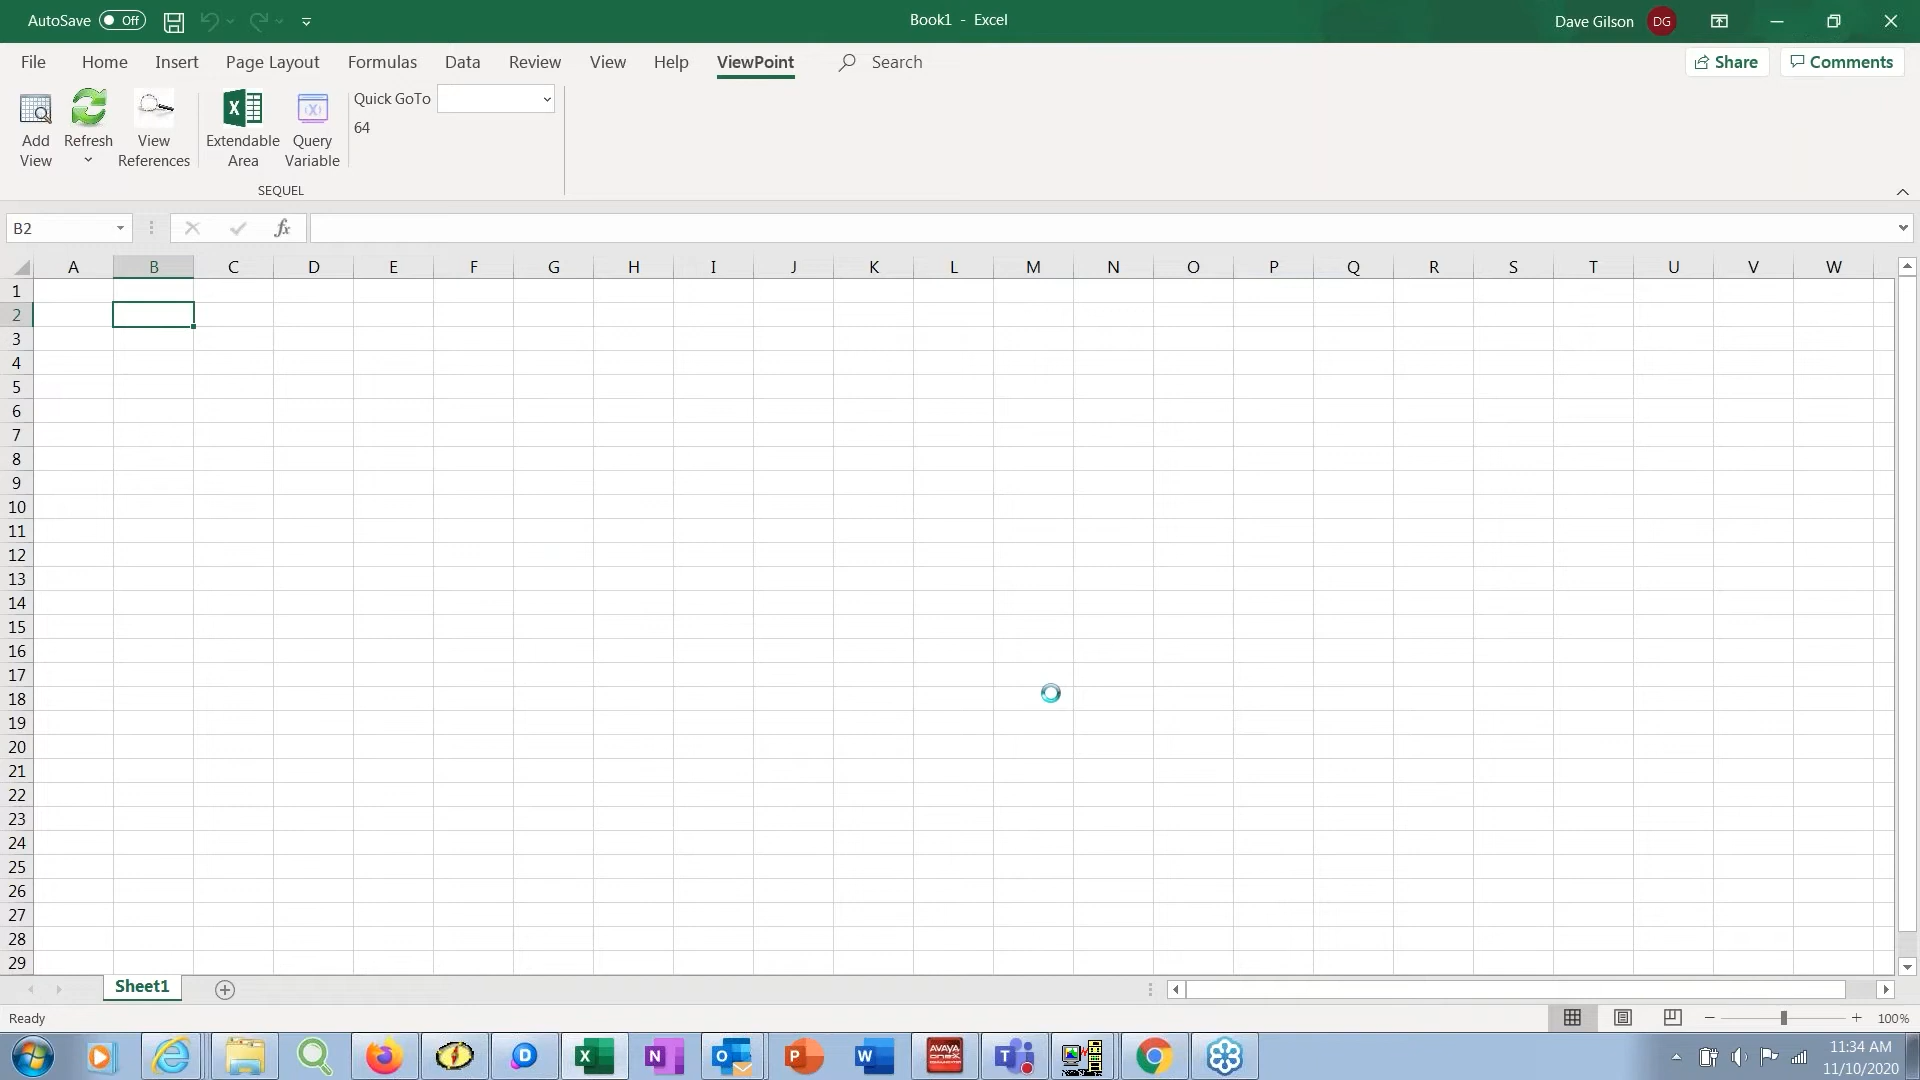 AutoSave Off Book1 - Excel Dave Gilson DG
File Home Insert Page Layout Formulas Data Review View Help ViewPoint Search Share Comments
Add View
Refresh
View References
Extendable Area
Query Variable
Quick GoTo
64
SEQUEL
B2 fx
A B C D E F G H I J K L M N O P Q R S T U V W
1
2
3
4
5
6
7
8
9
10
11
12
13
14
15
16
17
18
19
20
21
22
23
24
25
26
27
28
29
Sheet1
Ready 100%
X N O P W AVAYA T
11:34 AM
11/10/2020